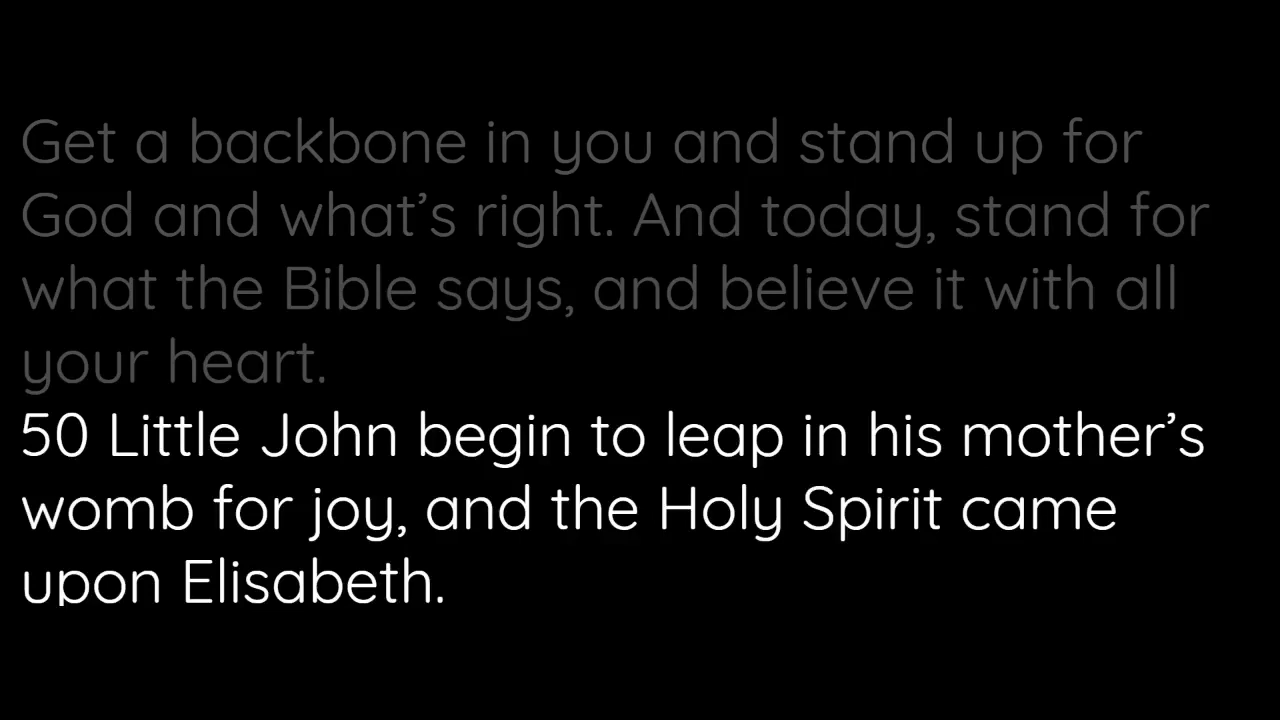 Get a backbone in you and stand up for
God and what’s right. And today, stand for
what the Bible says, and believe it with all
your heart.
50 Little John begin to leap in his mother’s
womb for joy, and the Holy Spirit came
upon Elisabeth.